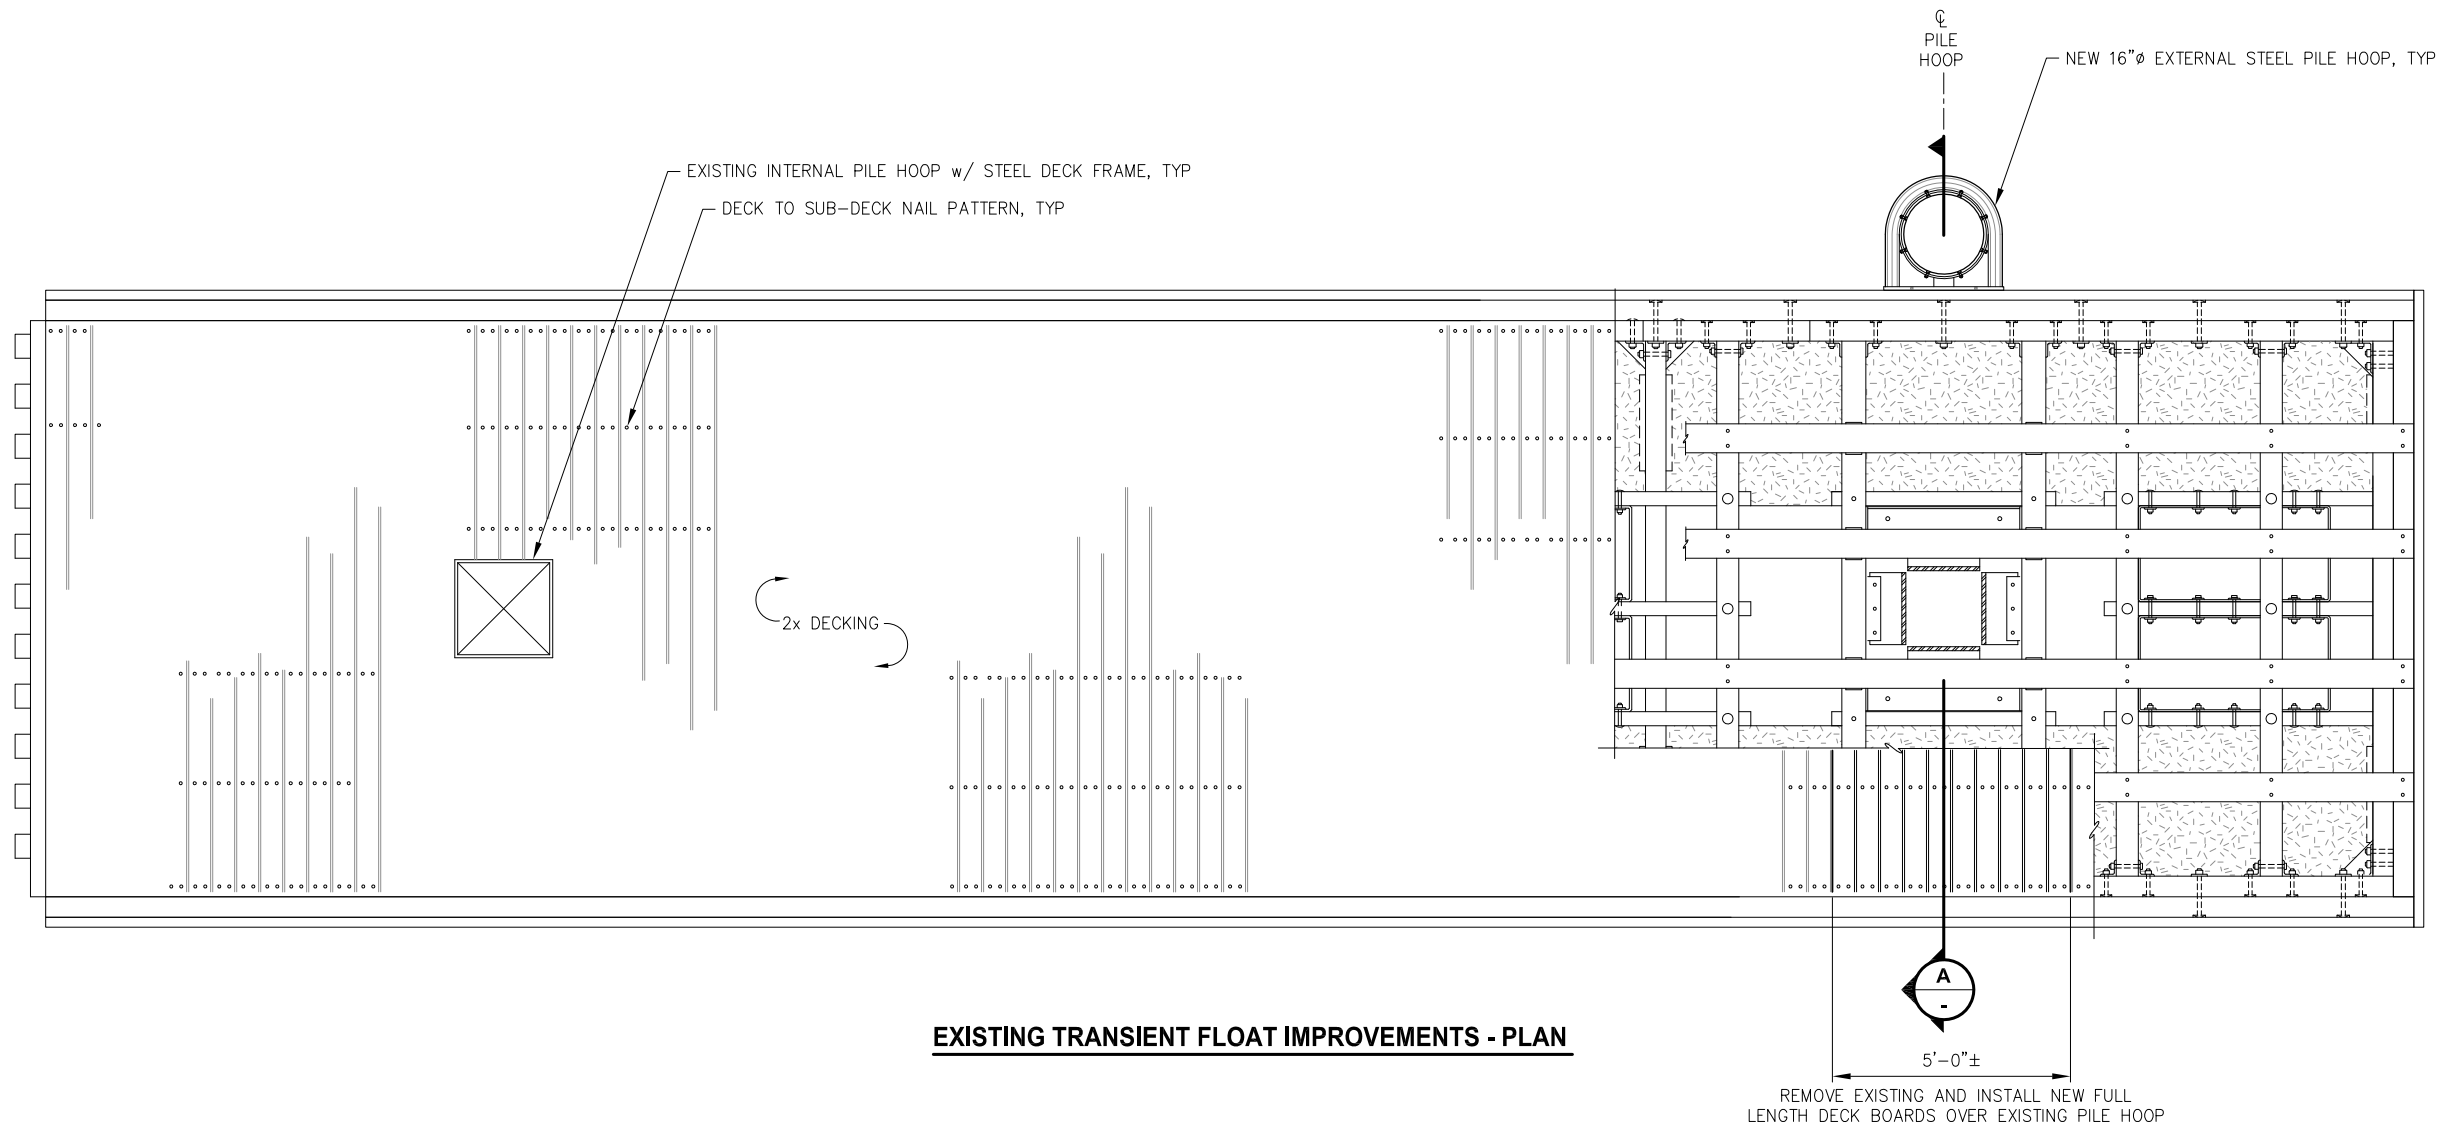 ℄
PILE
HOOP
NEW 16"ø EXTERNAL STEEL PILE HOOP, TYP
EXISTING INTERNAL PILE HOOP w/ STEEL DECK FRAME, TYP
DECK TO SUB-DECK NAIL PATTERN, TYP
2x DECKING
A
-
EXISTING TRANSIENT FLOAT IMPROVEMENTS - PLAN
5'-0"±
REMOVE EXISTING AND INSTALL NEW FULL
LENGTH DECK BOARDS OVER EXISTING PILE HOOP